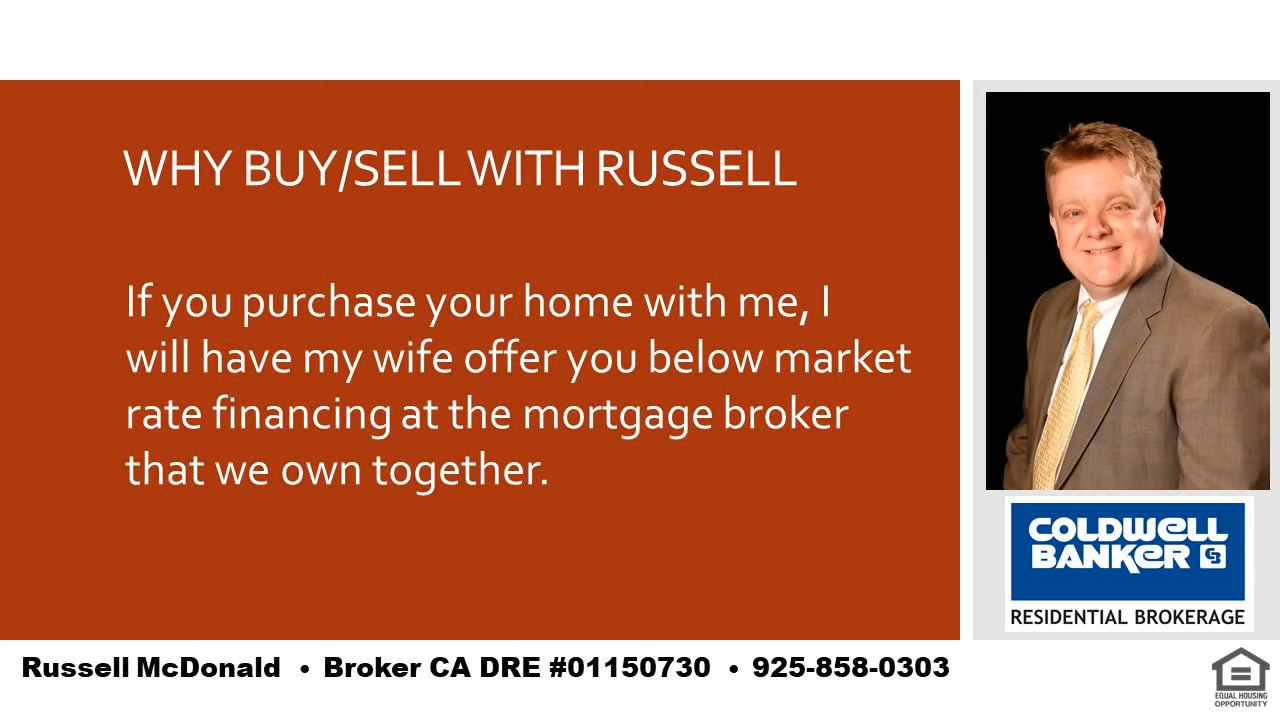 WHY BUY/SELL WITH RUSSELL
If you purchase your home with me, I
will have my wife offer you below market
rate financing at the mortgage broker
that we own together.
COLDWELL
BANKER CB
RESIDENTIAL BROKERAGE
Russell McDonald • Broker CA DRE #01150730 • 925-858-0303
EQUAL HOUSING
OPPORTUNITY